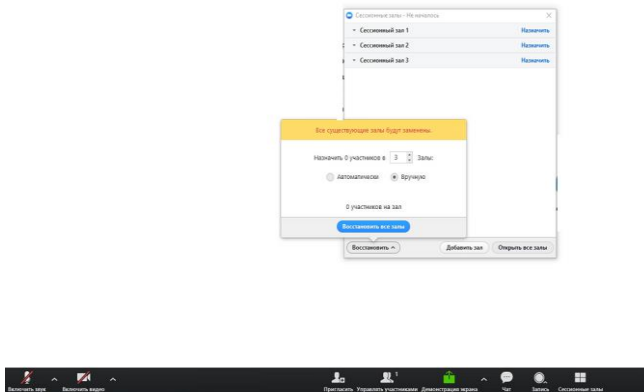 Сессионные залы - Не началось
Сессионный зал 1 Назначить
Сессионный зал 2 Назначить
Сессионный зал 3 Назначить
Все существующие залы будут заменены.
Назначить 0 участников в 3 Залы:
Автоматически Вручную
0 участников на зал
Восстановить все залы
Восстановить Добавить зал Открыть все залы
1
Включить звук Включить видео Пригласить Управлять участниками Демонстрация экрана Чат Запись Сессионные залы